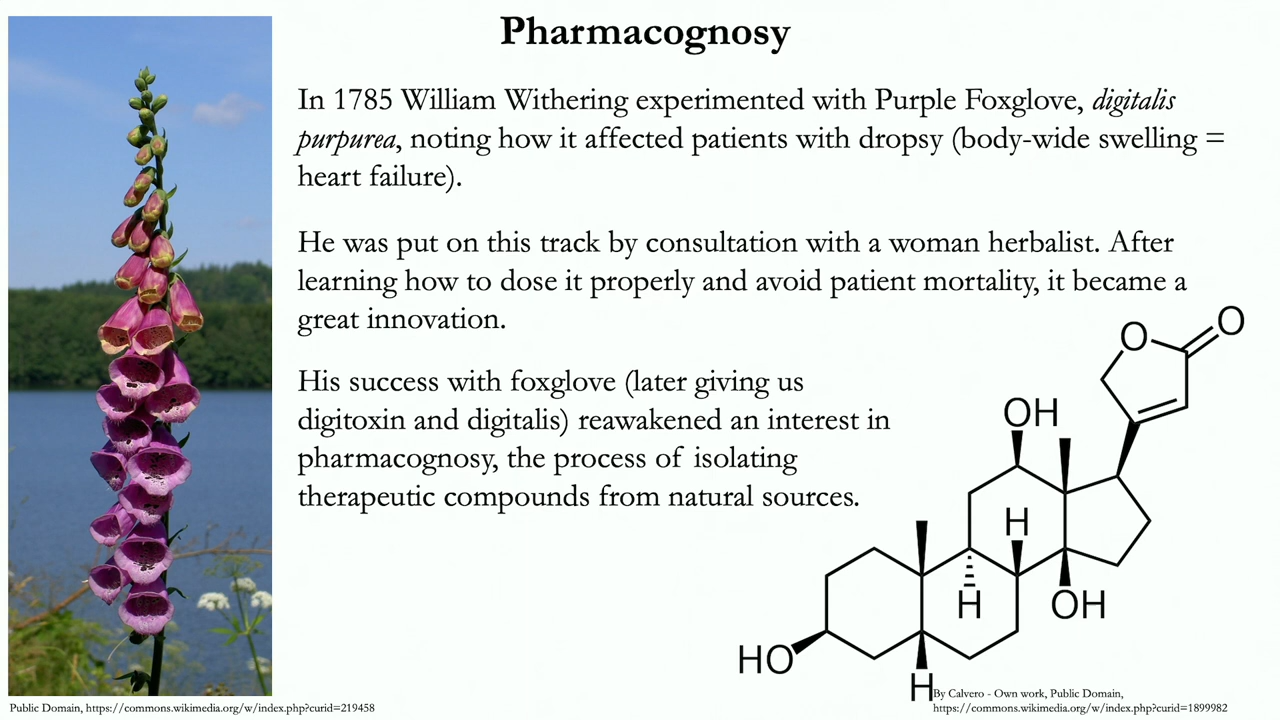 Pharmacognosy
In 1785 William Withering experimented with Purple Foxglove, digitalis
purpurea, noting how it affected patients with dropsy (body-wide swelling =
heart failure).
He was put on this track by consultation with a woman herbalist. After
learning how to dose it properly and avoid patient mortality, it became a
great innovation.
His success with foxglove (later giving us
digitoxin and digitalis) reawakened an interest in
pharmacognosy, the process of isolating
therapeutic compounds from natural sources.
O
O
OH
H
H
OH
HO
H
By Calvero - Own work, Public Domain,
https://commons.wikimedia.org/w/index.php?curid=1899982
Public Domain, https://commons.wikimedia.org/w/index.php?curid=219458